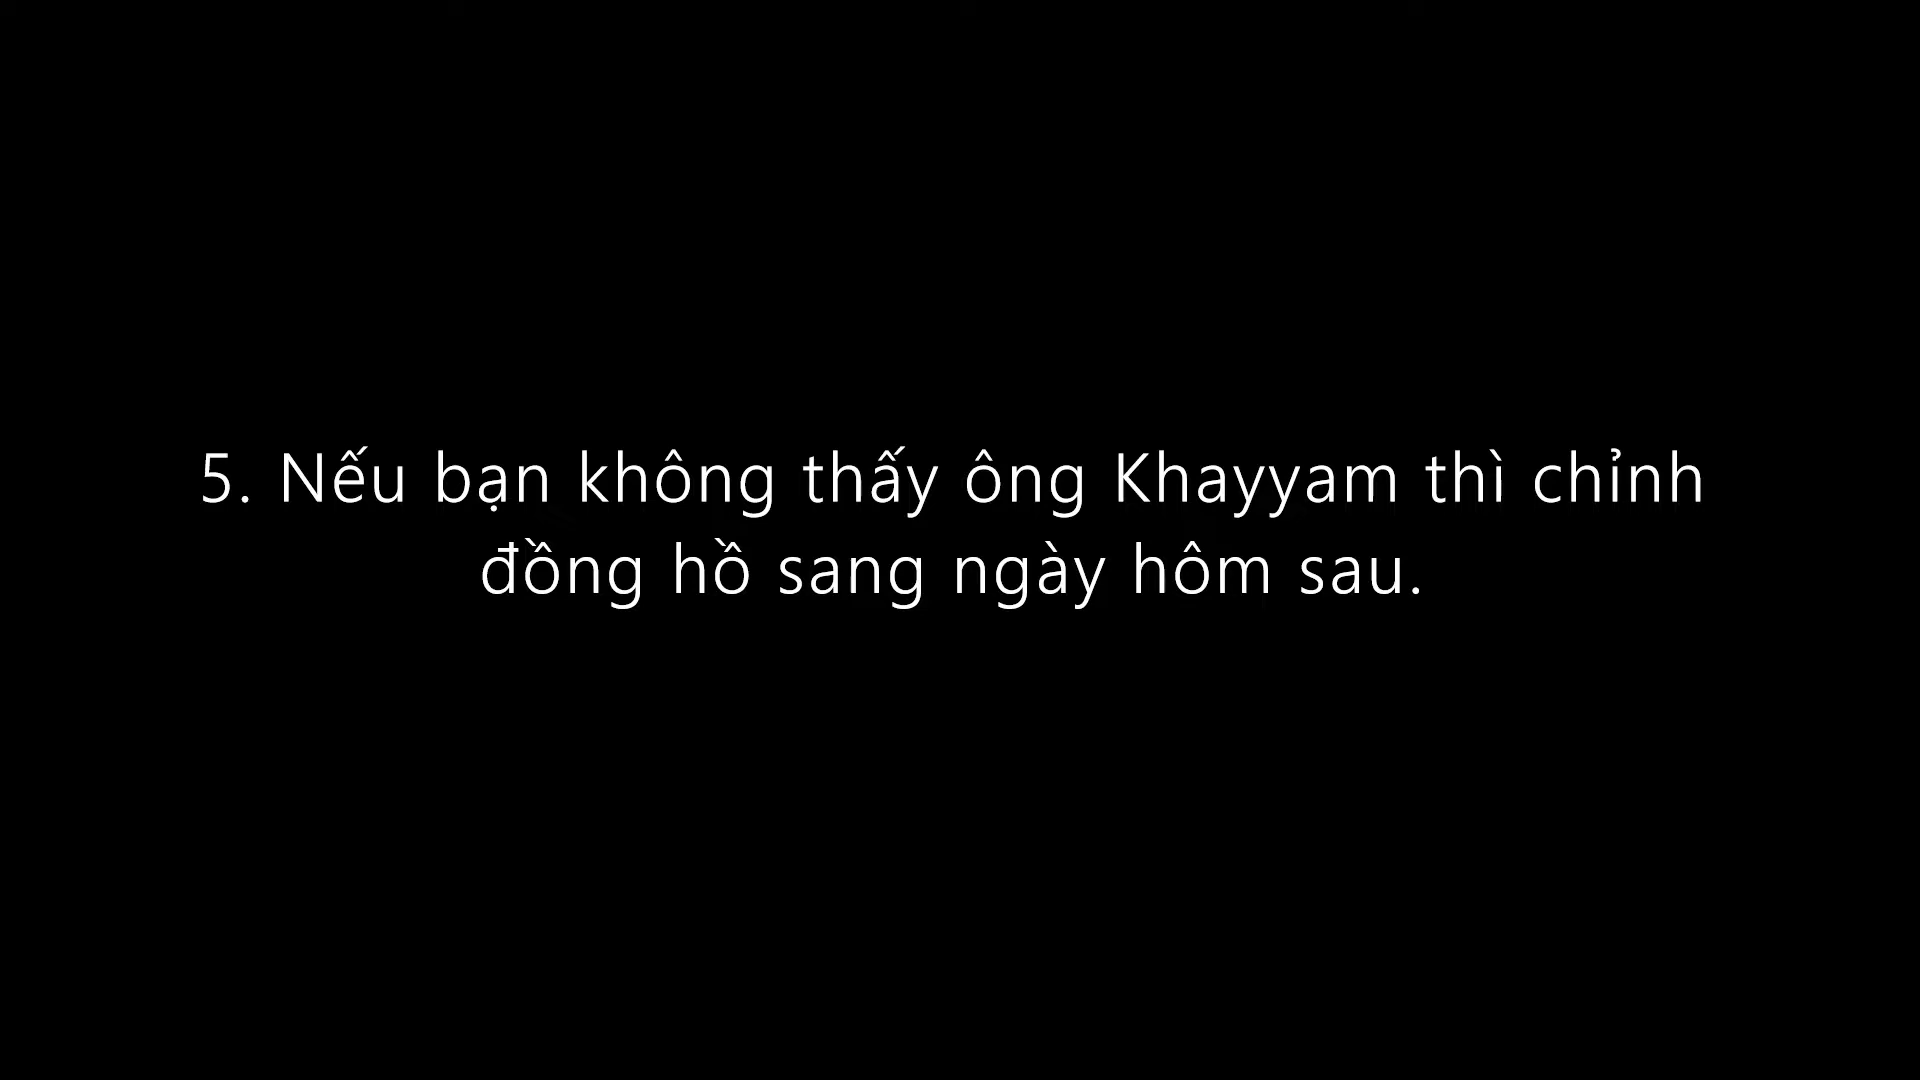 5. Nếu bạn không thấy ông Khayyam thì chỉnh
đồng hồ sang ngày hôm sau.